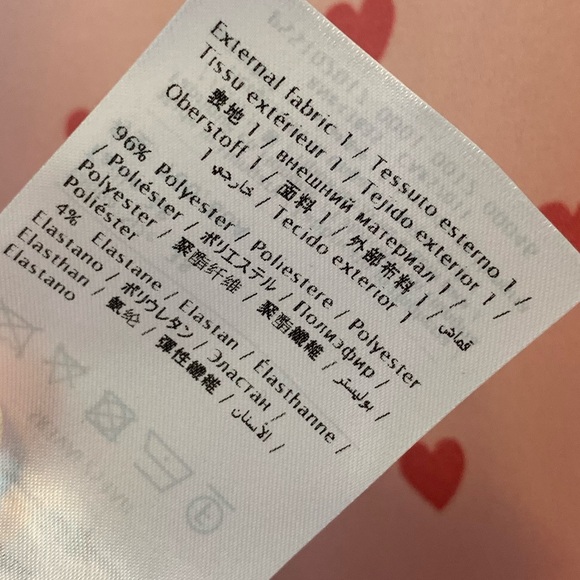 External fabric 1 / Tessuto esterno 1 /
Tissu extérieur 1 / Tejido exterior 1 /
表地 1 / внешний материал 1 /
Oberstoff 1 / 面料 1 / 外部布料 1 / قماش
خارجي 1 / Tecido exterior 1
96% Polyester / Poliestere / Polyester
/ Poliéster / ポリエステル / Полиэфир /
Polyester / 聚酯纤维 / 聚酯纖維 / بوليستر /
Poliéster
4% Elastane / Elastan / Élasthanne /
Elastano / ポリウレタン / Эластан /
Elasthan / 氨纶 / 彈性纖維 / الأستان /
Elastano